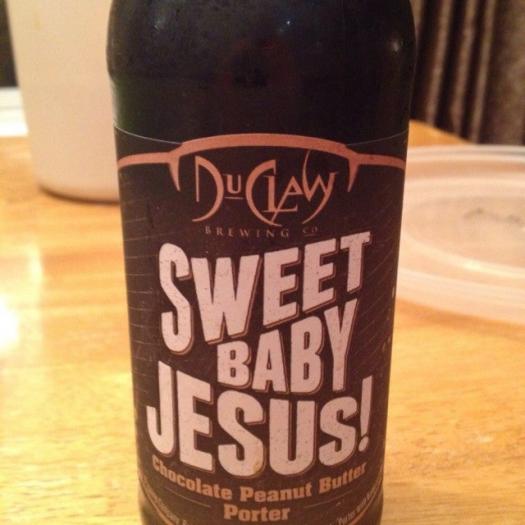 DuClaw
BREWING CO
SWEET
BABY
JESUS!
Chocolate Peanut Butter
Porter